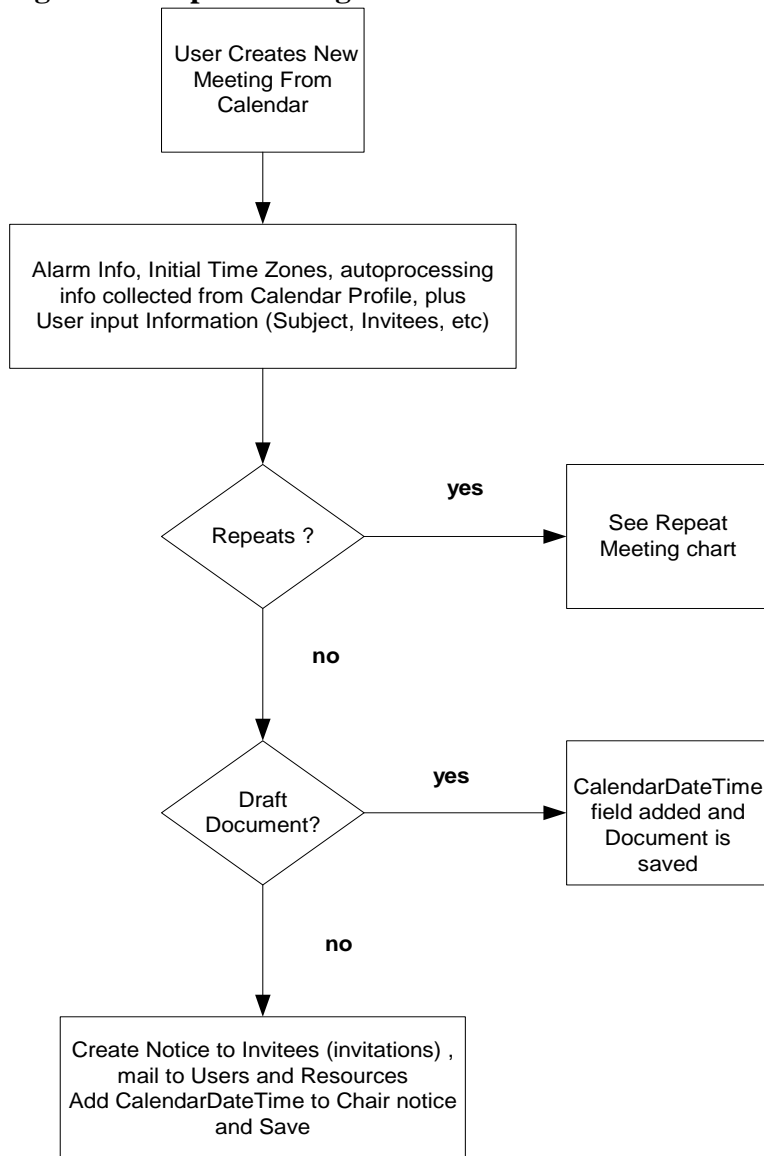 User Creates New
Meeting From
Calendar
Alarm Info, Initial Time Zones, autoprocessing
info collected from Calendar Profile, plus
User input Information (Subject, Invitees, etc)
Repeats ?
yes
See Repeat
Meeting chart
no
Draft
Document?
yes
CalendarDateTime
field added and
Document is
saved
no
Create Notice to Invitees (invitations) ,
mail to Users and Resources
Add CalendarDateTime to Chair notice
and Save